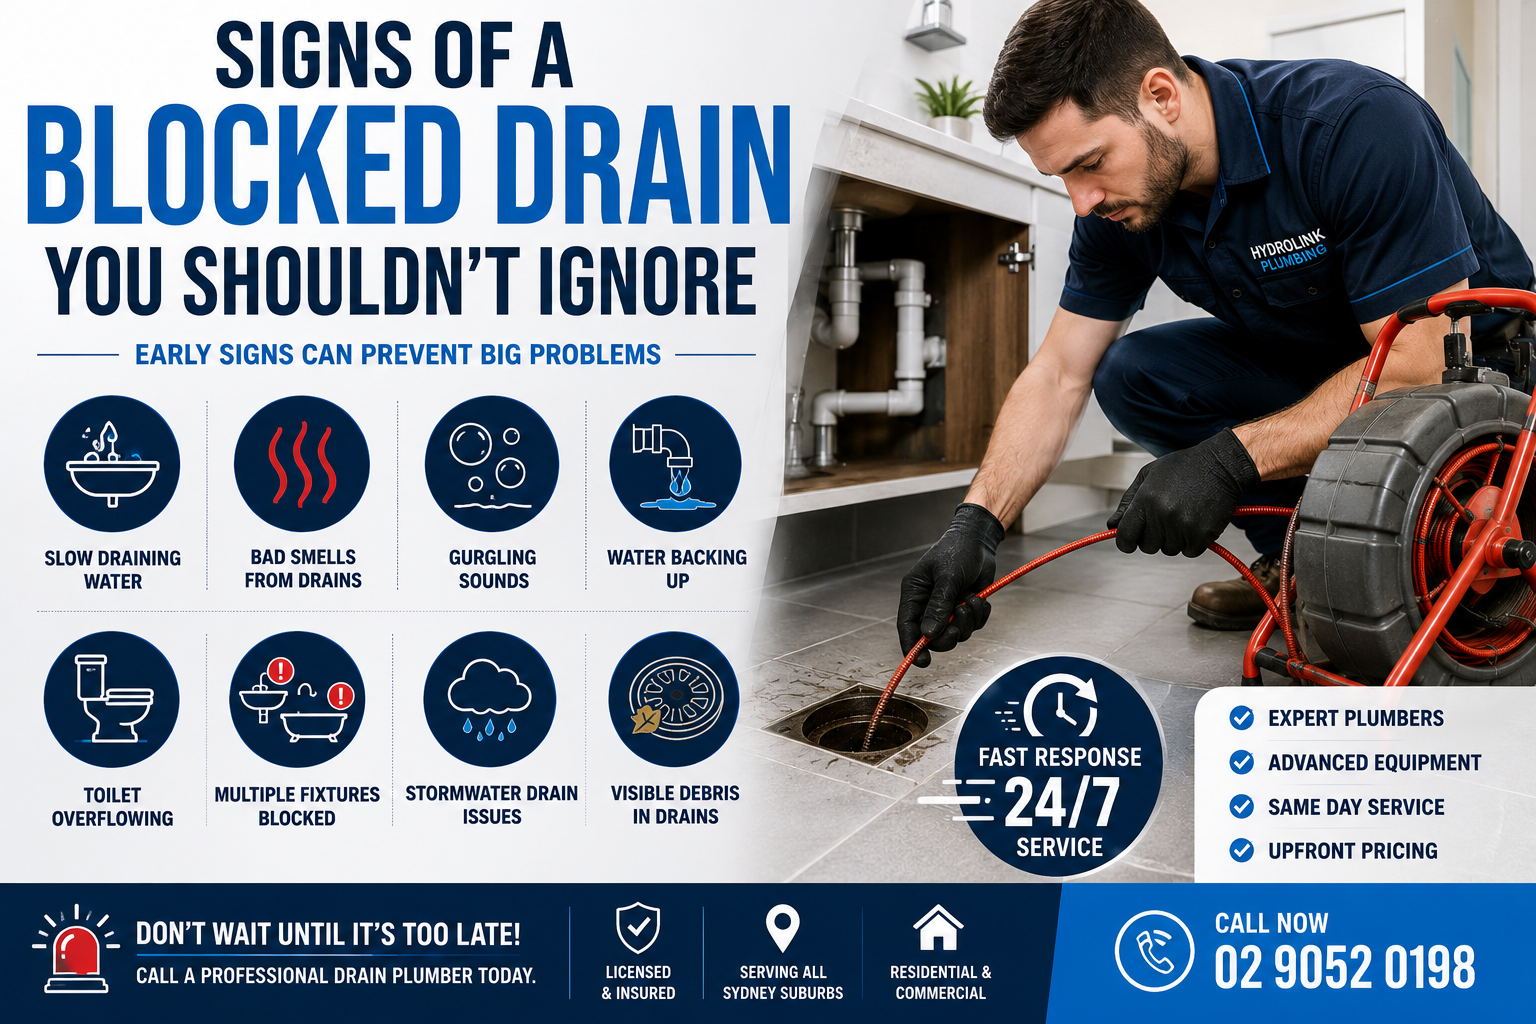 SIGNS OF A
BLOCKED DRAIN
YOU SHOULDN'T IGNORE
EARLY SIGNS CAN PREVENT BIG PROBLEMS
SLOW DRAINING
WATER
BAD SMELLS
FROM DRAINS
GURGLING
SOUNDS
WATER BACKING
UP
TOILET
OVERFLOWING
!
!
MULTIPLE FIXTURES
BLOCKED
STORMWATER DRAIN
ISSUES
VISIBLE DEBRIS
IN DRAINS
HYDROLINK
PLUMBING
FAST RESPONSE
24/7
SERVICE
EXPERT PLUMBERS
ADVANCED EQUIPMENT
SAME DAY SERVICE
UPFRONT PRICING
DON'T WAIT UNTIL IT'S TOO LATE!
CALL A PROFESSIONAL DRAIN PLUMBER TODAY.
LICENSED
& INSURED
SERVING ALL
SYDNEY SUBURBS
RESIDENTIAL &
COMMERCIAL
CALL NOW
02 9052 0198